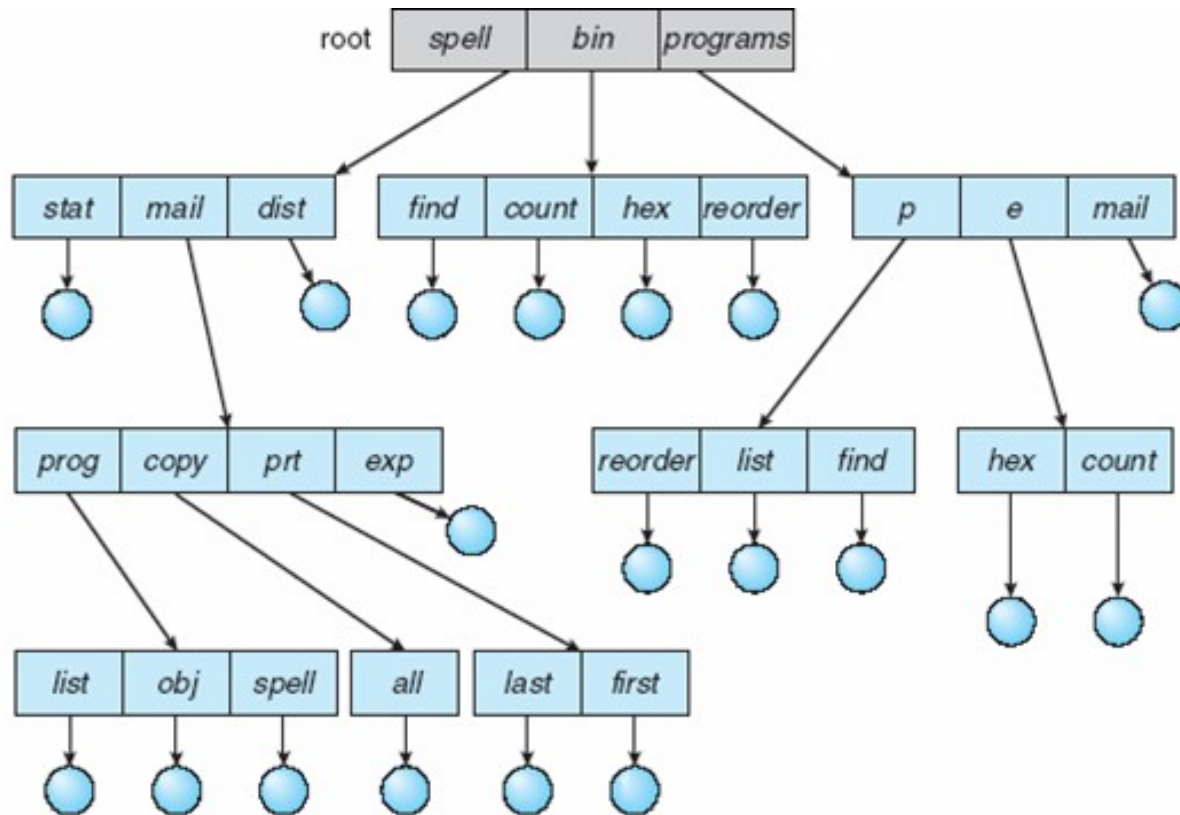 root spell bin programs
stat mail dist find count hex reorder p e mail
prog copy prt exp reorder list find hex count
list obj spell all last first